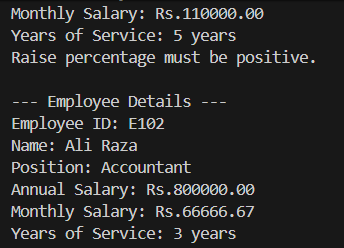 Monthly Salary: Rs.110000.00
Years of Service: 5 years
Raise percentage must be positive.

--- Employee Details ---
Employee ID: E102
Name: Ali Raza
Position: Accountant
Annual Salary: Rs.800000.00
Monthly Salary: Rs.66666.67
Years of Service: 3 years